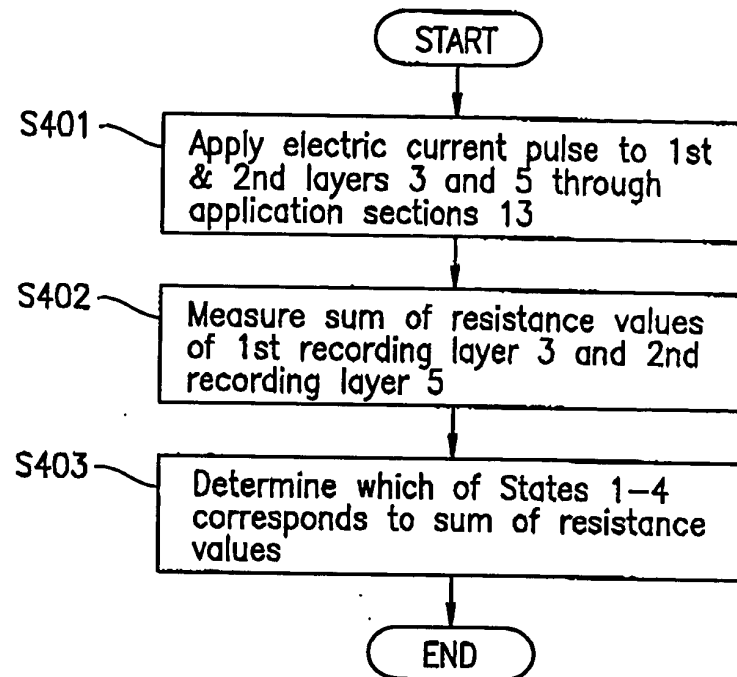 START
S401
Apply electric current pulse to 1st
& 2nd layers 3 and 5 through
application sections 13
S402
Measure sum of resistance values
of 1st recording layer 3 and 2nd
recording layer 5
S403
Determine which of States 1-4
corresponds to sum of resistance
values
END